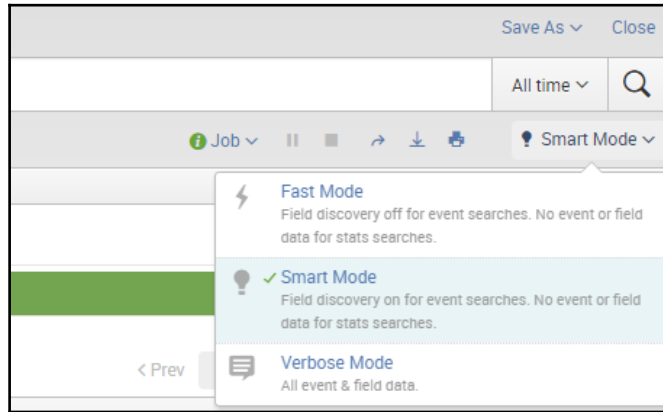 Save As Close
All time
i Job Smart Mode
Fast Mode
Field discovery off for event searches. No event or field
data for stats searches.
Smart Mode
Field discovery on for event searches. No event or field
data for stats searches.
< Prev
Verbose Mode
All event & field data.